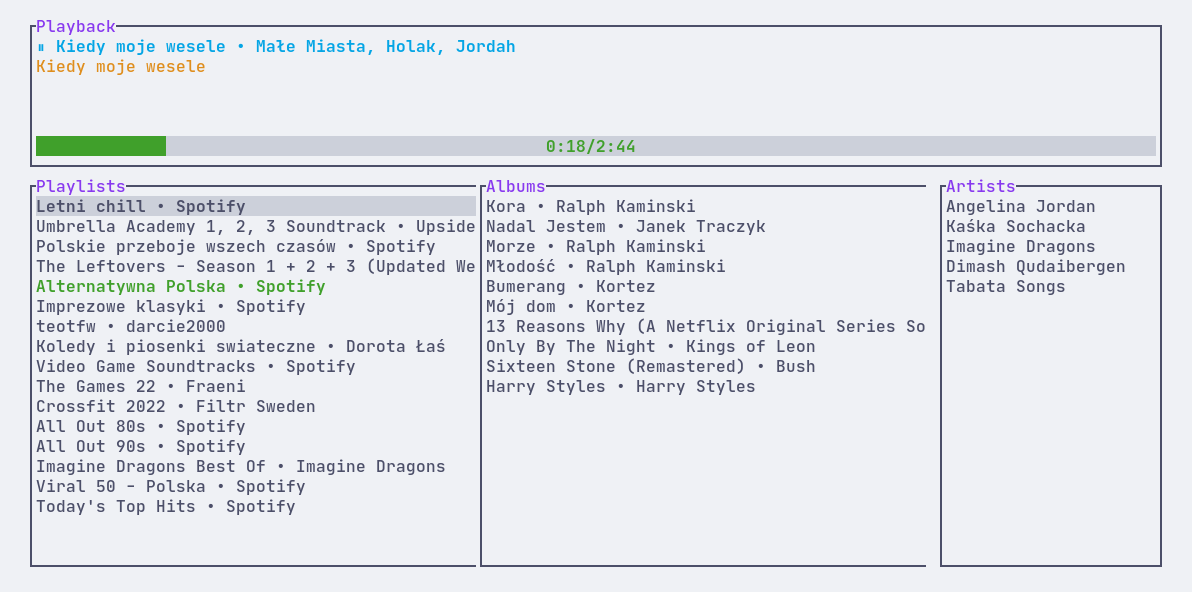 Playback
Kiedy moje wesele • Małe Miasta, Holak, Jordah
Kiedy moje wesele
0:18/2:44
Playlists
Letni chill • Spotify
Umbrella Academy 1, 2, 3 Soundtrack • Upside
Polskie przeboje wszech czasów • Spotify
The Leftovers - Season 1 + 2 + 3 (Updated We
Alternatywna Polska • Spotify
Imprezowe klasyki • Spotify
teotfw • darcie2000
Koledy i piosenki swiateczne • Dorota Łaś
Video Game Soundtracks • Spotify
The Games 22 • Fraeni
Crossfit 2022 • Filtr Sweden
All Out 80s • Spotify
All Out 90s • Spotify
Imagine Dragons Best Of • Imagine Dragons
Viral 50 - Polska • Spotify
Today's Top Hits • Spotify
Albums
Kora • Ralph Kaminski
Nadal Jestem • Janek Traczyk
Morze • Ralph Kaminski
Młodość • Ralph Kaminski
Bumerang • Kortez
Mój dom • Kortez
13 Reasons Why (A Netflix Original Series So
Only By The Night • Kings of Leon
Sixteen Stone (Remastered) • Bush
Harry Styles • Harry Styles
Artists
Angelina Jordan
Kaśka Sochacka
Imagine Dragons
Dimash Qudaibergen
Tabata Songs